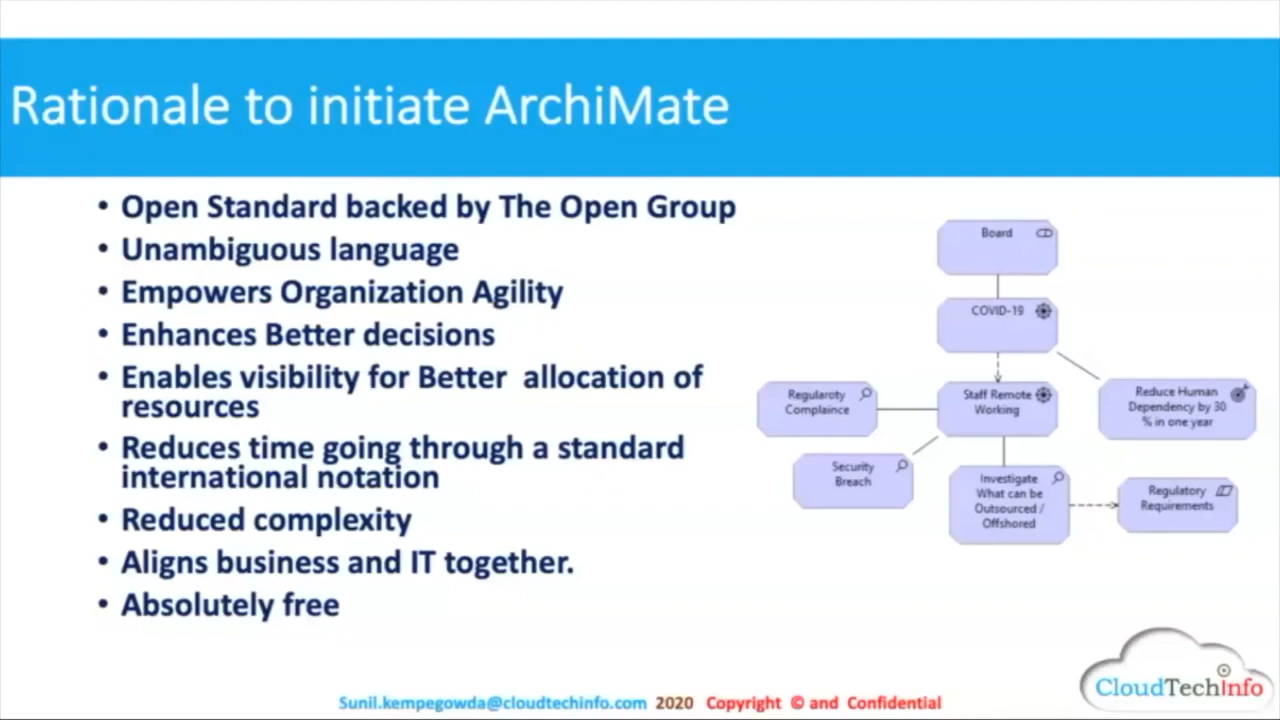 Rationale to initiate ArchiMate
• Open Standard backed by The Open Group
• Unambiguous language
• Empowers Organization Agility
• Enhances Better decisions
• Enables visibility for Better allocation of
resources
• Reduces time going through a standard
international notation
• Reduced complexity
• Aligns business and IT together.
• Absolutely free
Board
COVID-19
Regularoty
Complaince
Staff Remote
Working
Reduce Human
Dependency by 30
% in one year
Security
Breach
Investigate
What can be
Outsourced /
Offshored
Regulatory
Requirements
CloudTechInfo
Sunil.kempegowda@cloudtechinfo.com 2020 Copyright © and Confidential